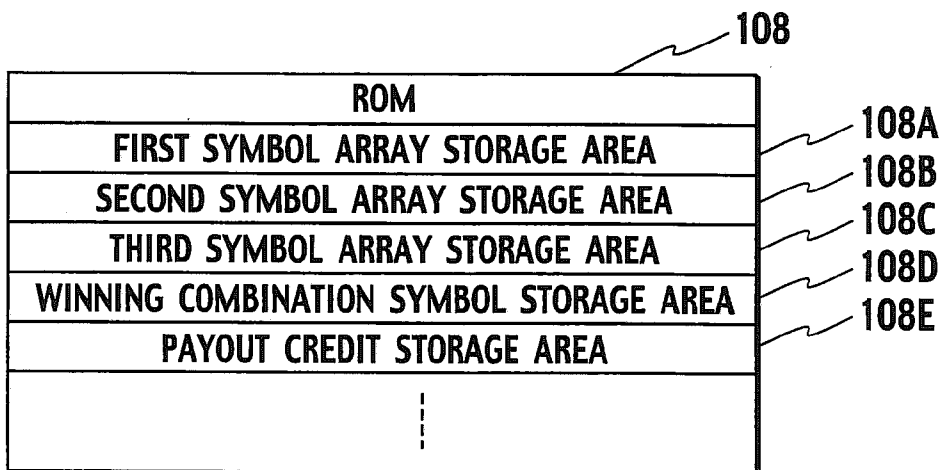 108
ROM
FIRST SYMBOL ARRAY STORAGE AREA 108A
SECOND SYMBOL ARRAY STORAGE AREA 108B
THIRD SYMBOL ARRAY STORAGE AREA 108C
WINNING COMBINATION SYMBOL STORAGE AREA 108D
PAYOUT CREDIT STORAGE AREA 108E